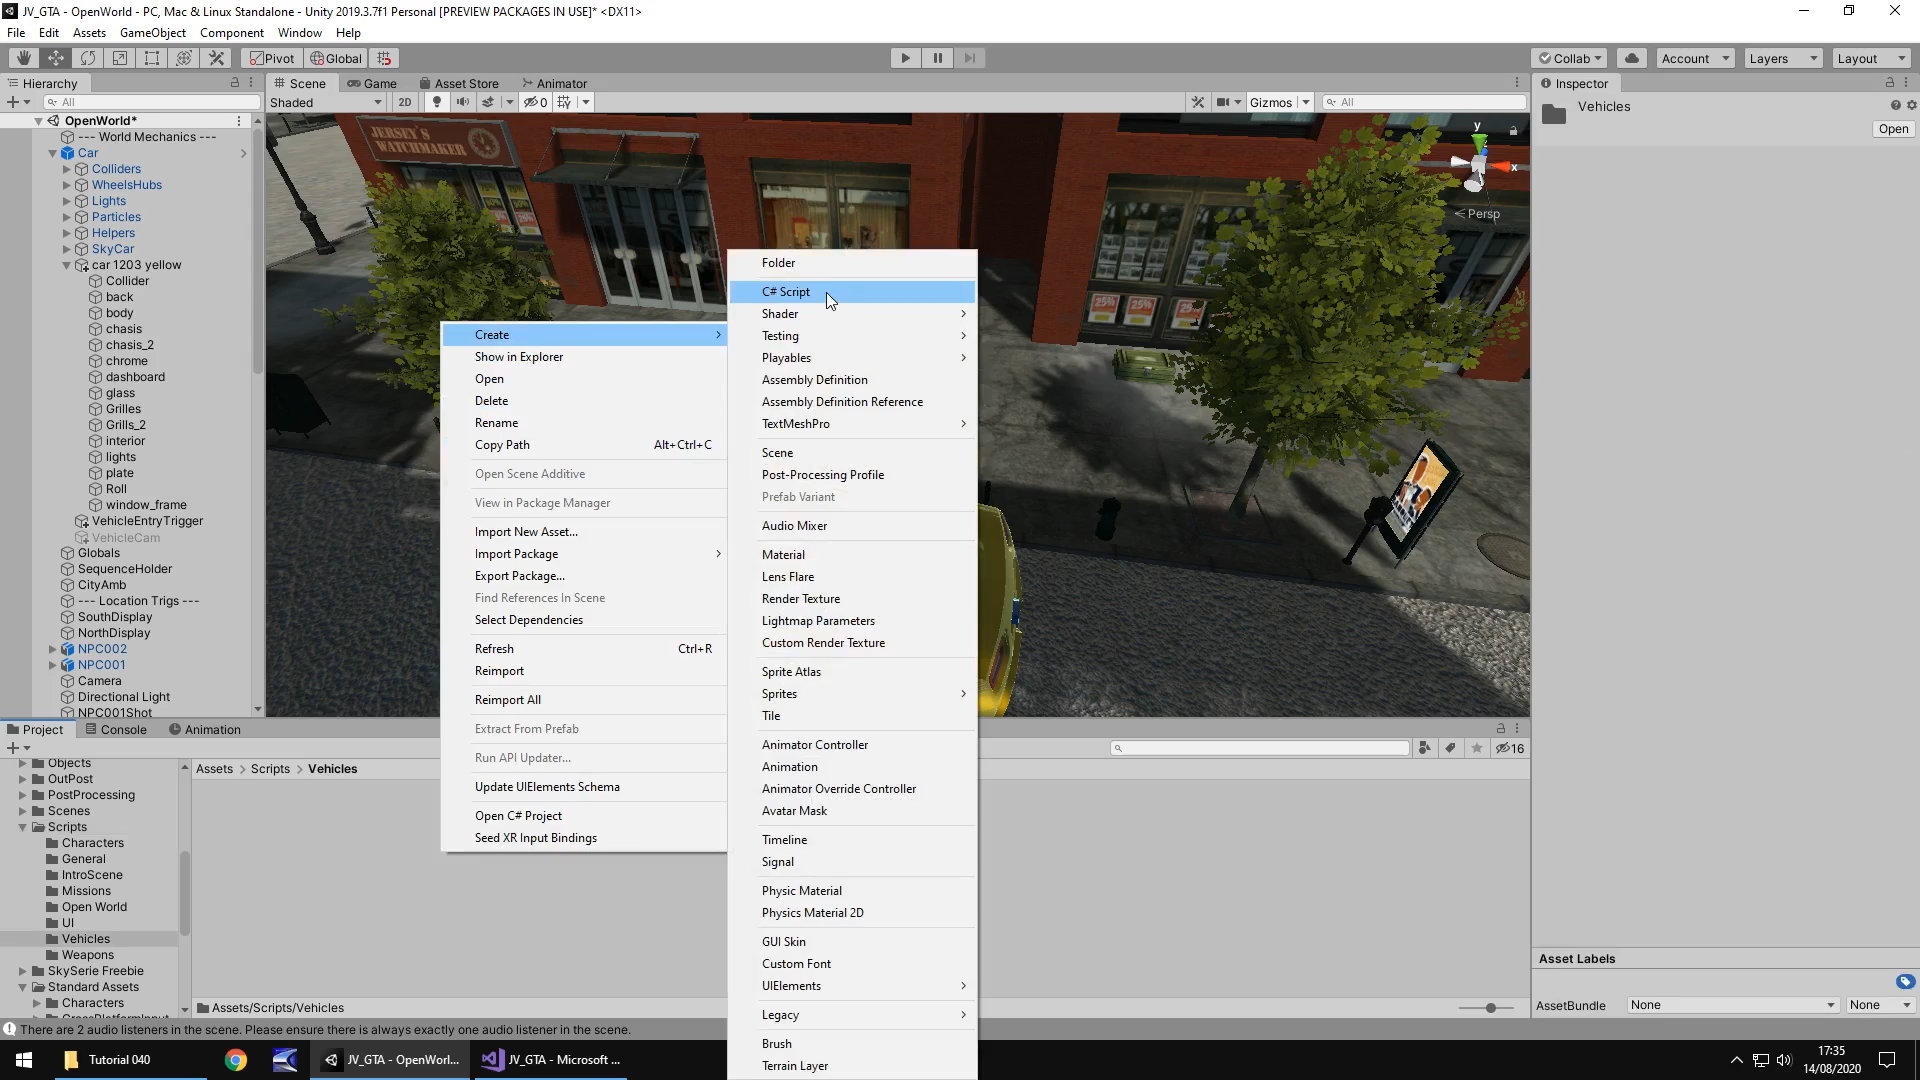 JV_GTA - OpenWorld - PC, Mac & Linux Standalone - Unity 2019.3.7f1 Personal [PREVIEW PACKAGES IN USE]* <DX11>
File Edit Assets GameObject Component Window Help
Pivot Global Collab Account Layers Layout
Hierarchy
All
OpenWorld*
--- World Mechanics ---
Car
Colliders
WheelsHubs
Lights
Particles
Helpers
SkyCar
car 1203 yellow
Collider
back
body
chasis
chasis_2
chrome
dashboard
glass
Grilles
Grills_2
interior
lights
plate
Roll
window_frame
VehicleEntryTrigger
VehicleCam
Globals
SequenceHolder
CityAmb
--- Location Trigs ---
SouthDisplay
NorthDisplay
NPC002
NPC001
Camera
Directional Light
NPC001Shot
Scene Game Asset Store Animator
Shaded 2D 0 Gizmos All
JERSEY'S
WATCHMAKER
25% 25%
y
x
Persp
Create
Show in Explorer
Open
Delete
Rename
Copy Path Alt+Ctrl+C
Open Scene Additive
View in Package Manager
Import New Asset...
Import Package
Export Package...
Find References In Scene
Select Dependencies
Refresh Ctrl+R
Reimport
Reimport All
Extract From Prefab
Run API Updater...
Update UIElements Schema
Open C# Project
Seed XR Input Bindings
Folder
C# Script
Shader
Testing
Playables
Assembly Definition
Assembly Definition Reference
TextMeshPro
Scene
Post-Processing Profile
Prefab Variant
Audio Mixer
Material
Lens Flare
Render Texture
Lightmap Parameters
Custom Render Texture
Sprite Atlas
Sprites
Tile
Animator Controller
Animation
Animator Override Controller
Avatar Mask
Timeline
Signal
Physic Material
Physics Material 2D
GUI Skin
Custom Font
UIElements
Legacy
Brush
Terrain Layer
Inspector
Vehicles
Open
Asset Labels
AssetBundle None None
Project Console Animation
16
Objects
OutPost
PostProcessing
Scenes
Scripts
Characters
General
IntroScene
Missions
Open World
UI
Vehicles
Weapons
SkySerie Freebie
Standard Assets
Characters
CrossPlatformInput
Assets > Scripts > Vehicles
Assets/Scripts/Vehicles
There are 2 audio listeners in the scene. Please ensure there is always exactly one audio listener in the scene.
Tutorial 040
JV_GTA - OpenWorl...
JV_GTA - Microsoft ...
17:35
14/08/2020